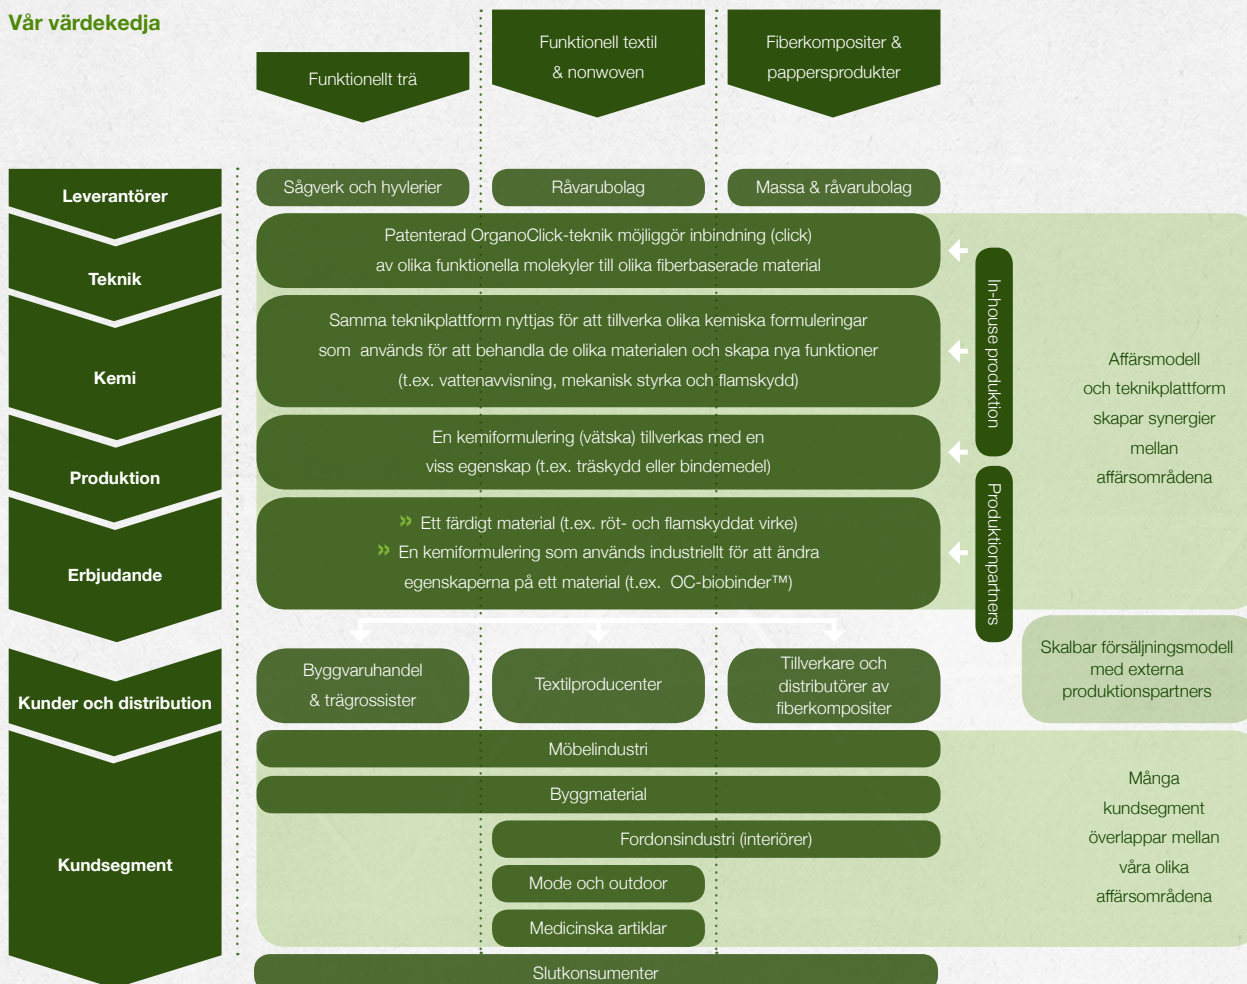 Vår värdekedja
Funktionellt trä
Funktionell textil
& nonwoven
Fiberkompositer &
pappersprodukter
Leverantörer
Sågverk och hyvlerier
Råvarubolag
Massa & råvarubolag
Teknik
Patenterad OrganoClick-teknik möjliggör inbindning (click)
av olika funktionella molekyler till olika fiberbaserade material
Kemi
Samma teknikplattform nyttjas för att tillverka olika kemiska formuleringar
som används för att behandla de olika materialen och skapa nya funktioner
(t.ex. vattenavvisning, mekanisk styrka och flamskydd)
Produktion
En kemiformulering (vätska) tillverkas med en
viss egenskap (t.ex. träskydd eller bindemedel)
Erbjudande
» Ett färdigt material (t.ex. röt- och flamskyddat virke)
» En kemiformulering som används industriellt för att ändra
egenskaperna på ett material (t.ex. OC-biobinder™)
In-house produktion
Produktionpartners
Affärsmodell
och teknikplattform
skapar synergier
mellan
affärsområdena
Kunder och distribution
Byggvaruhandel
& trägrossister
Textilproducenter
Tillverkare och
distributörer av
fiberkompositer
Skalbar försäljningsmodell
med externa
produktionspartners
Kundsegment
Möbelindustri
Byggmaterial
Fordonsindustri (interiörer)
Mode och outdoor
Medicinska artiklar
Slutkonsumenter
Många
kundsegment
överlappar mellan
våra olika
affärsområdena